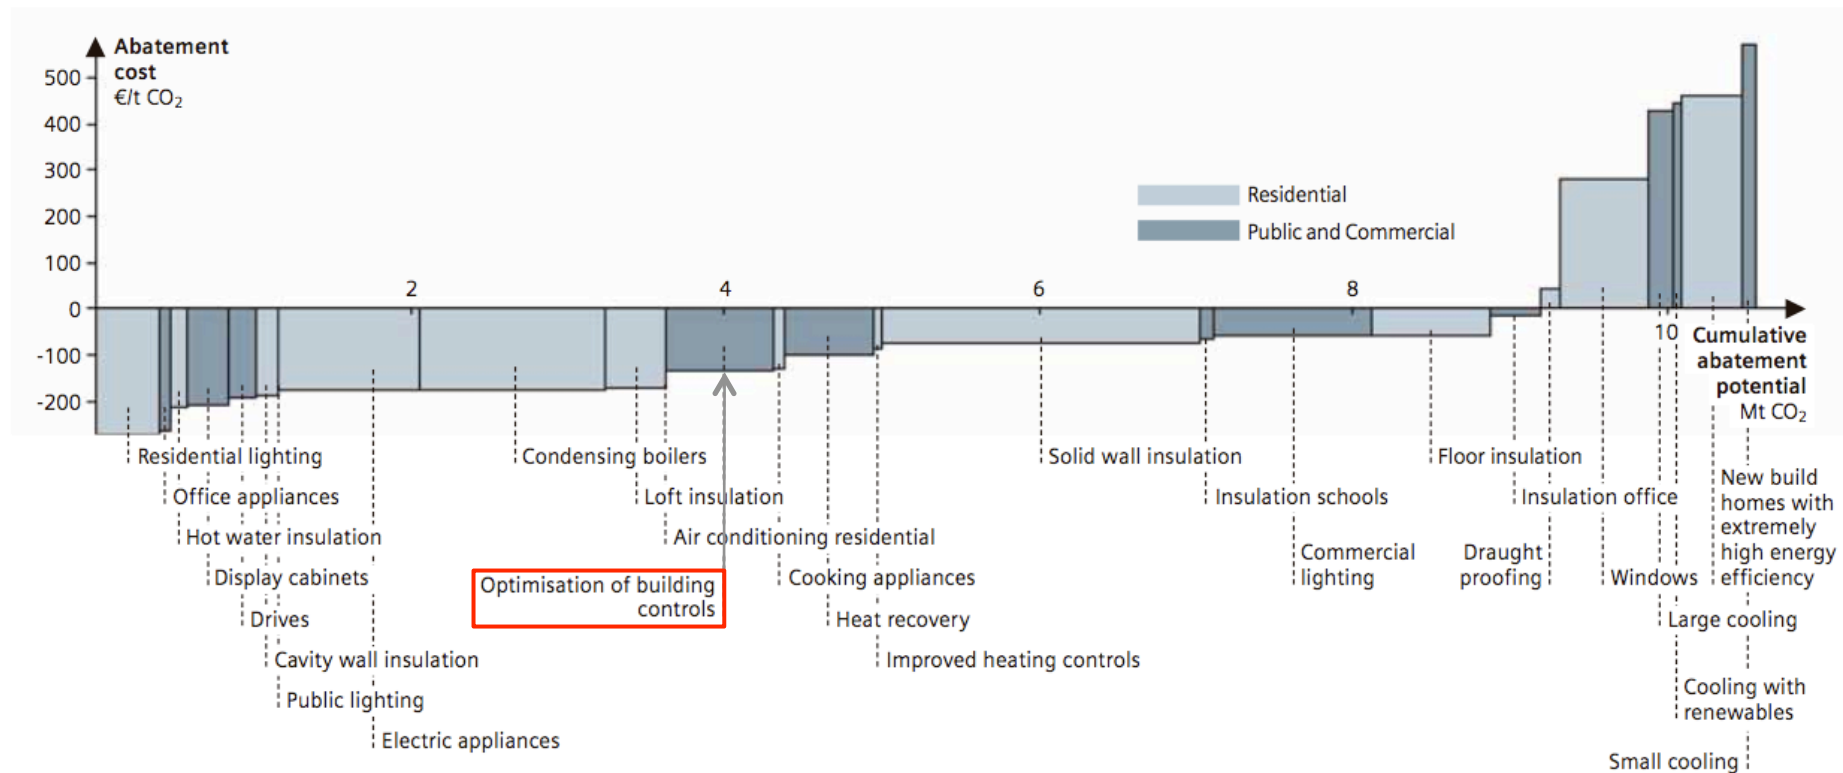 Abatement
cost
€/t CO₂
500
400
300
200
100
0
-100
-200
2
4
6
8
10
Residential
Public and Commercial
Cumulative
abatement
potential
Mt CO₂
Residential lighting
Condensing boilers
Solid wall insulation
Floor insulation
Office appliances
Loft insulation
Insulation schools
Insulation office
New build
homes with
extremely
high energy
efficiency
Hot water insulation
Air conditioning residential
Display cabinets
Optimisation of building
controls
Cooking appliances
Commercial
lighting
Draught
proofing
Windows
Drives
Heat recovery
Large cooling
Cavity wall insulation
Improved heating controls
Public lighting
Cooling with
renewables
Electric appliances
Small cooling